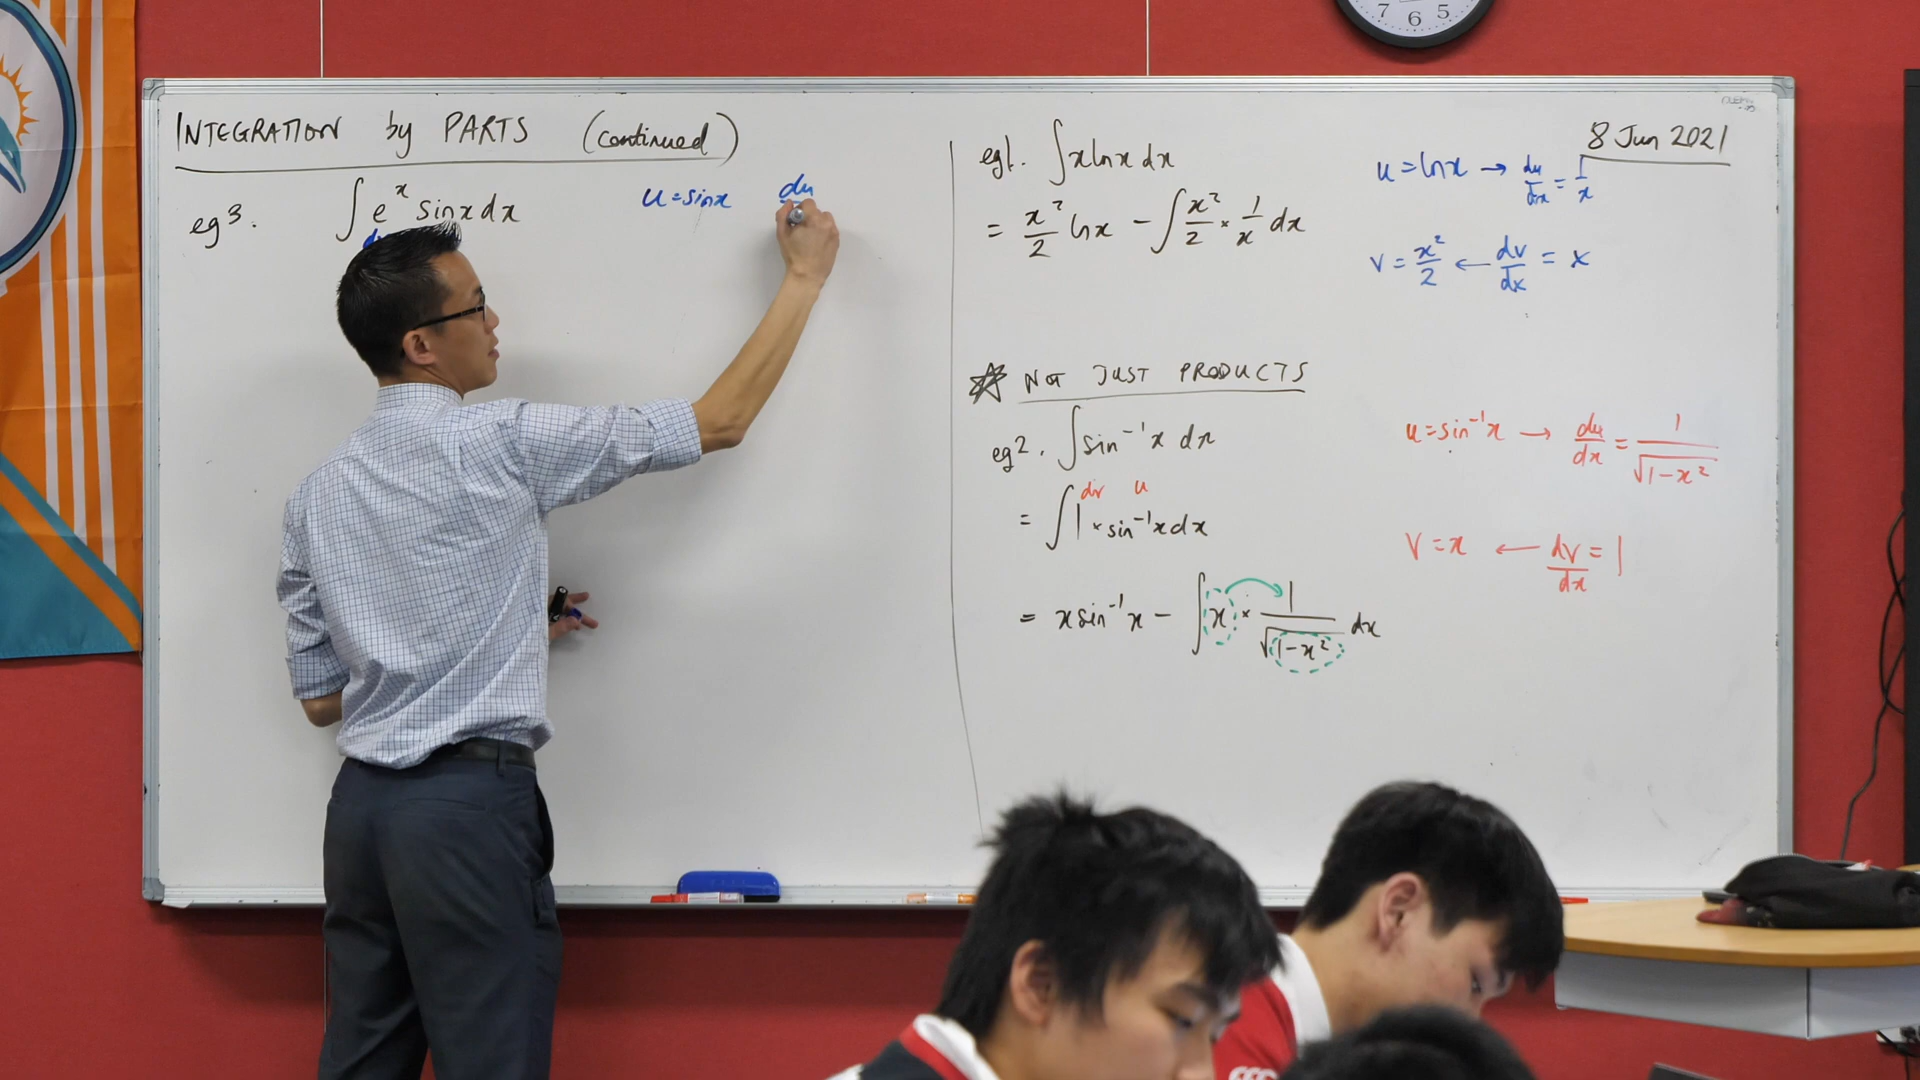 INTEGRATION by PARTS (continued)
eg3. ∫ e^x sinx dx
u = sinx du
eg1. ∫ x ln x dx
= x²/2 ln x - ∫ x²/2 × 1/x dx
8 Jun 2021
u = ln x → du/dx = 1/x
v = x²/2 ← dv/dx = x
NOT JUST PRODUCTS
eg2. ∫ sin⁻¹x dx
dv u
= ∫ 1 × sin⁻¹x dx
= x sin⁻¹x - ∫ x × 1/√(1-x²) dx
u = sin⁻¹x → du/dx = 1/√(1-x²)
v = x ← dv/dx = 1
7 6 5